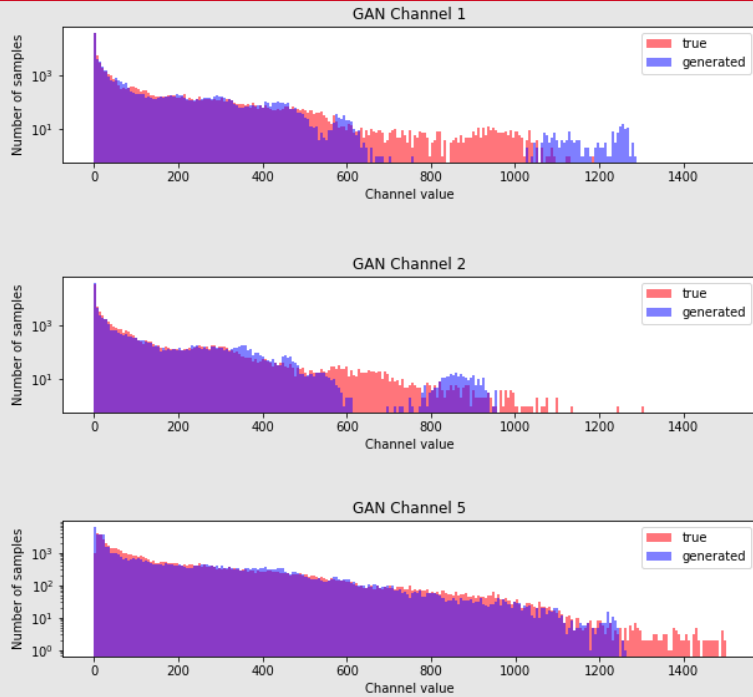 GAN Channel 1
Number of samples
10³
10¹
true
generated
0 200 400 600 800 1000 1200 1400
Channel value
GAN Channel 2
Number of samples
10³
10¹
true
generated
0 200 400 600 800 1000 1200 1400
Channel value
GAN Channel 5
Number of samples
10³
10²
10¹
10⁰
true
generated
0 200 400 600 800 1000 1200 1400
Channel value